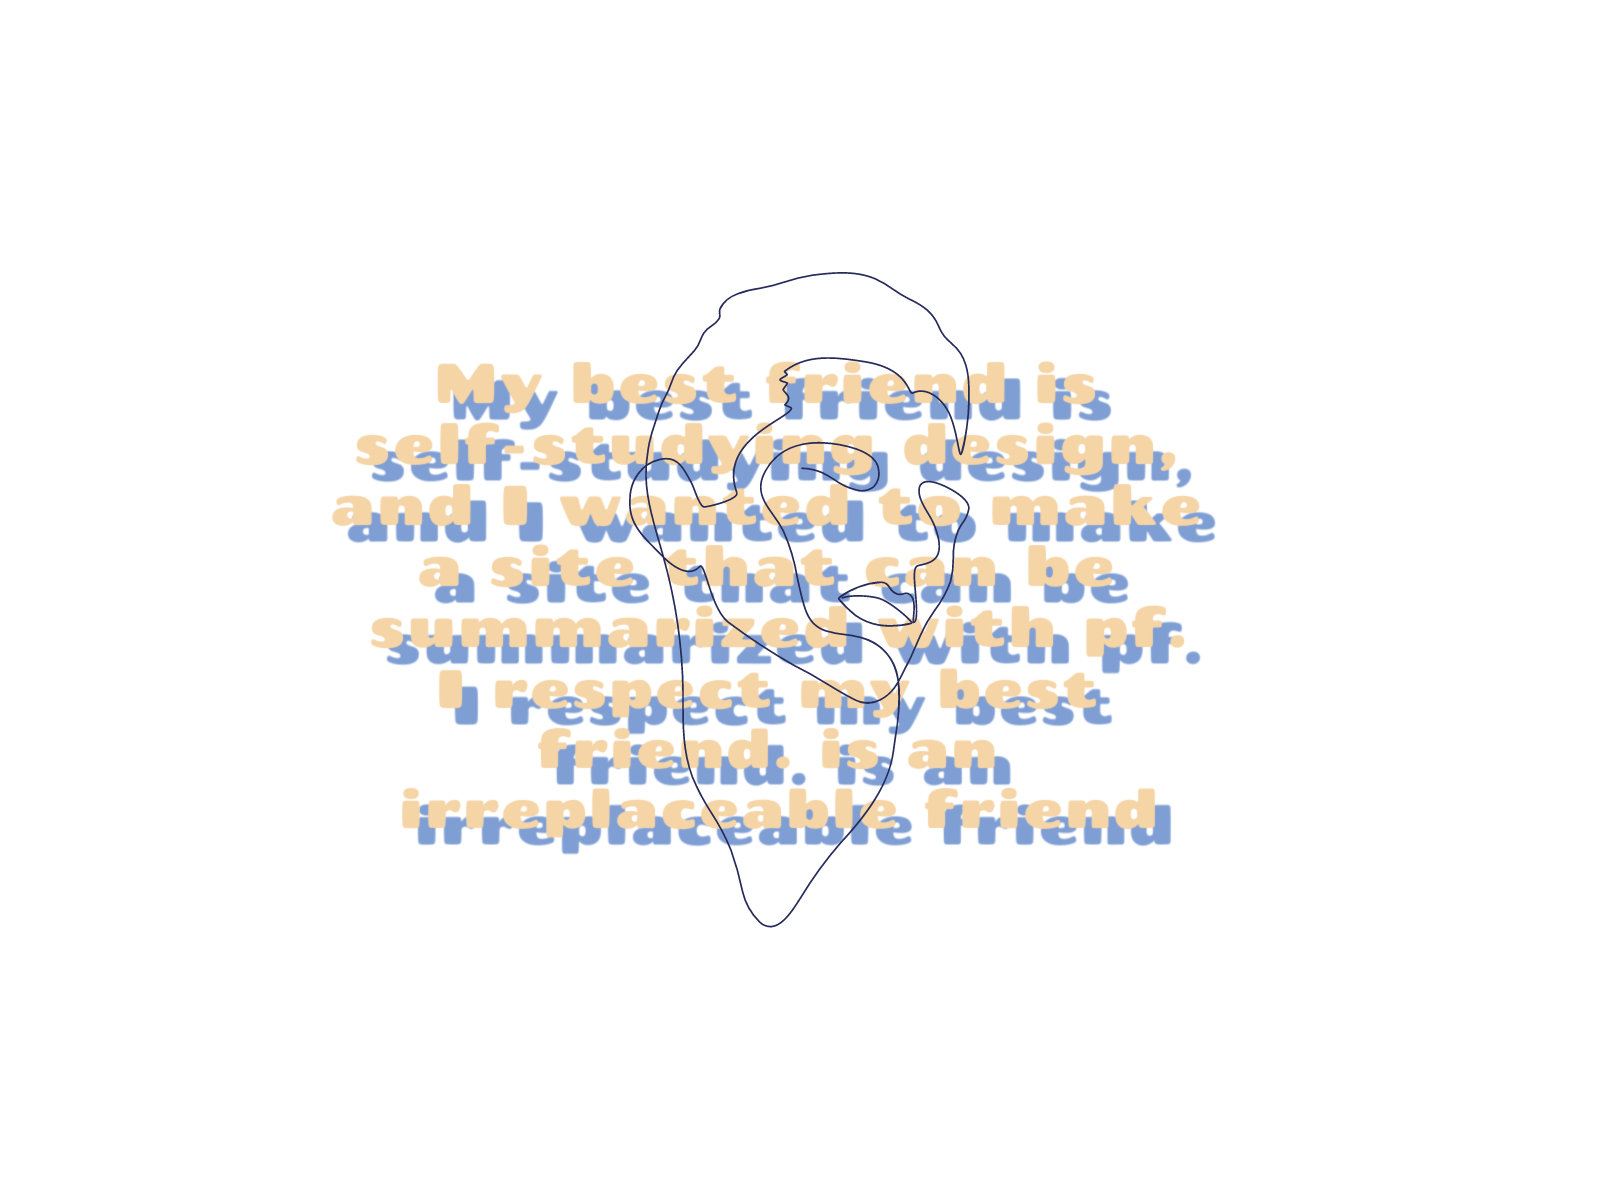 My best friend is
self-studying design,
and I wanted to make
a site that can be
summarized with pf.
I respect my best
friend. is an
irreplaceable friend